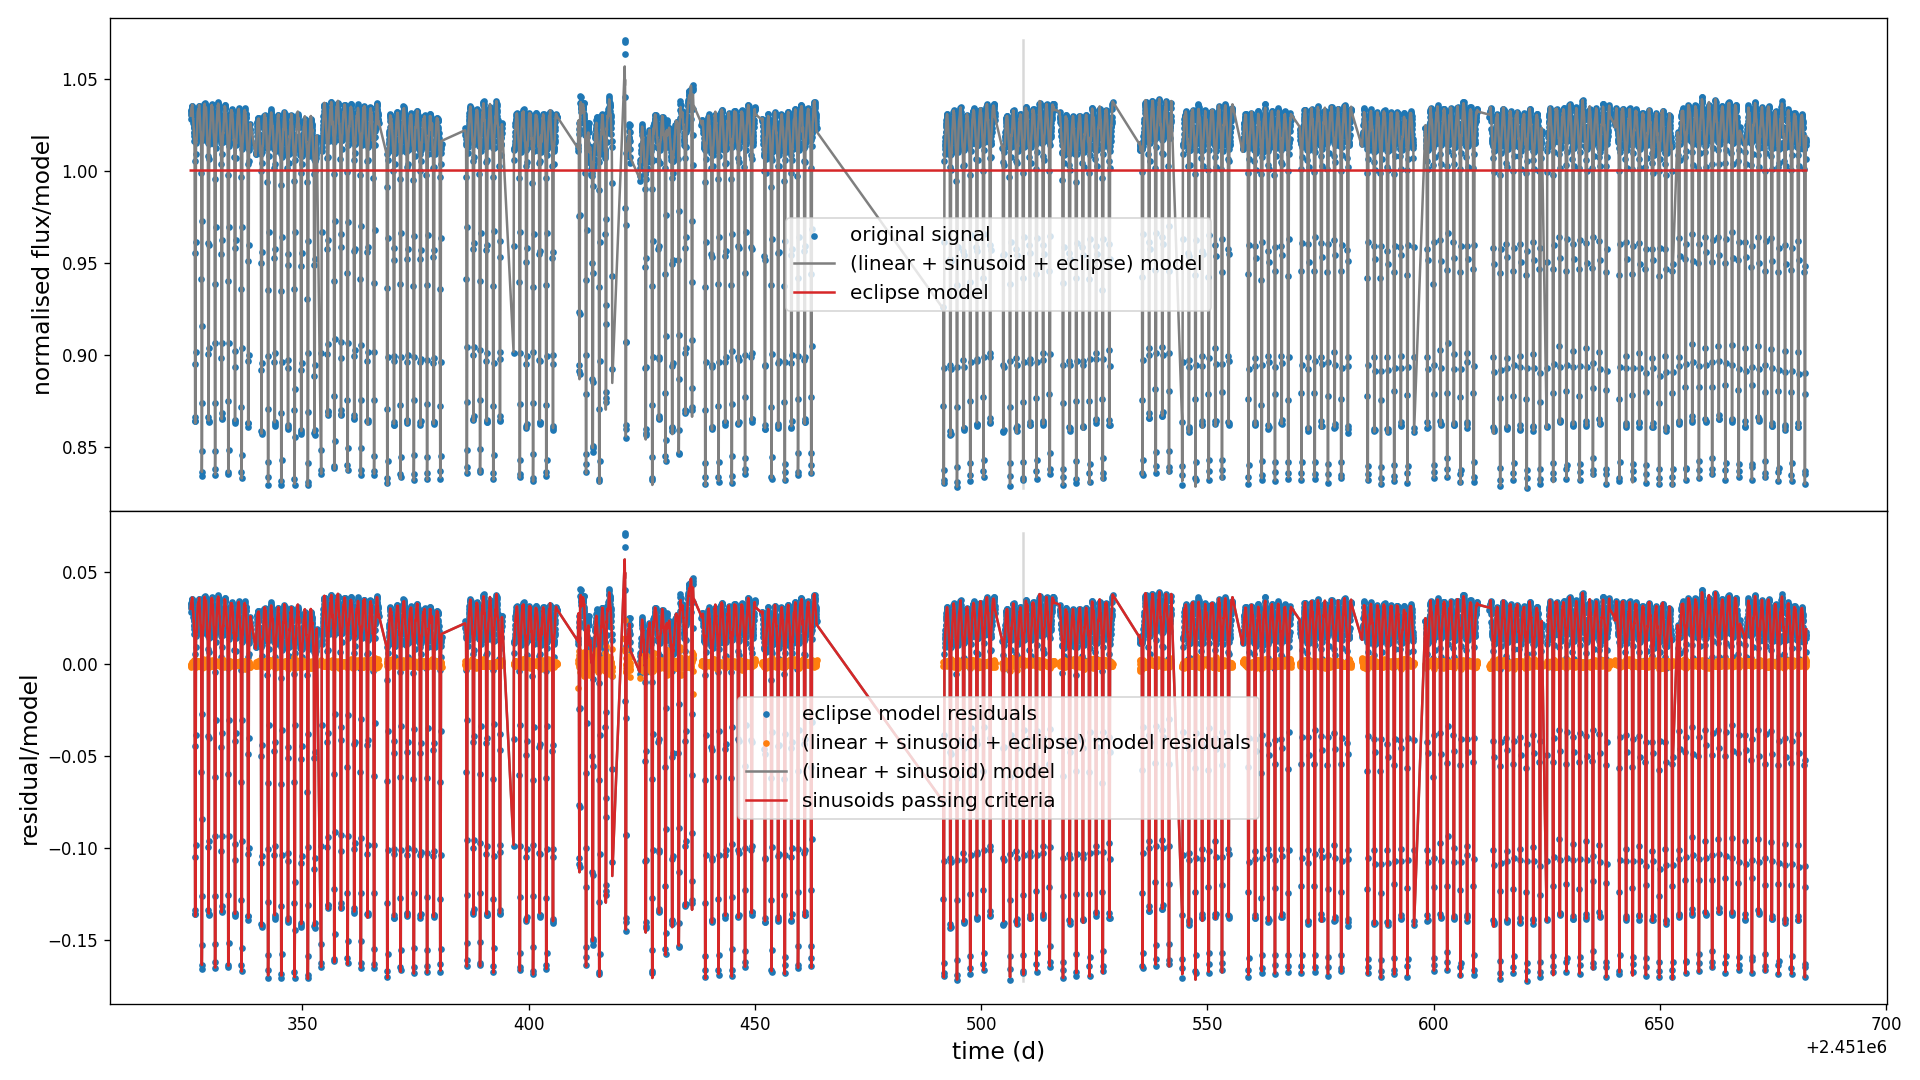 normalised flux/model
1.05
1.00
0.95
0.90
0.85
original signal
(linear + sinusoid + eclipse) model
eclipse model
residual/model
0.05
0.00
−0.05
−0.10
−0.15
eclipse model residuals
(linear + sinusoid + eclipse) model residuals
(linear + sinusoid) model
sinusoids passing criteria
350 400 450 500 550 600 650 700
time (d)
+2.451e6